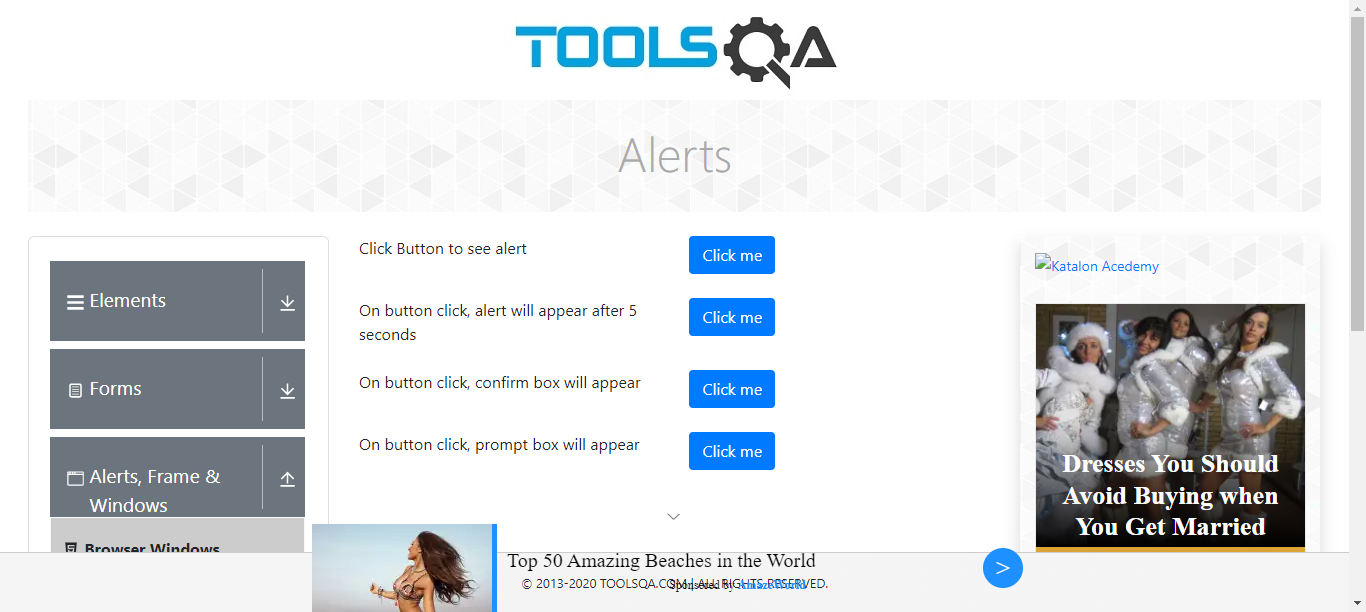 TOOLSQA
Alerts
Elements
Forms
Alerts, Frame &
Windows
Browser Windows
Click Button to see alert
Click me
On button click, alert will appear after 5
seconds
Click me
On button click, confirm box will appear
Click me
On button click, prompt box will appear
Click me
Katalon Acedemy
Dresses You Should
Avoid Buying when
You Get Married
Top 50 Amazing Beaches in the World
>
© 2013-2020 TOOLSQA.COM | ALL RIGHTS RESERVED.
Sponsored by